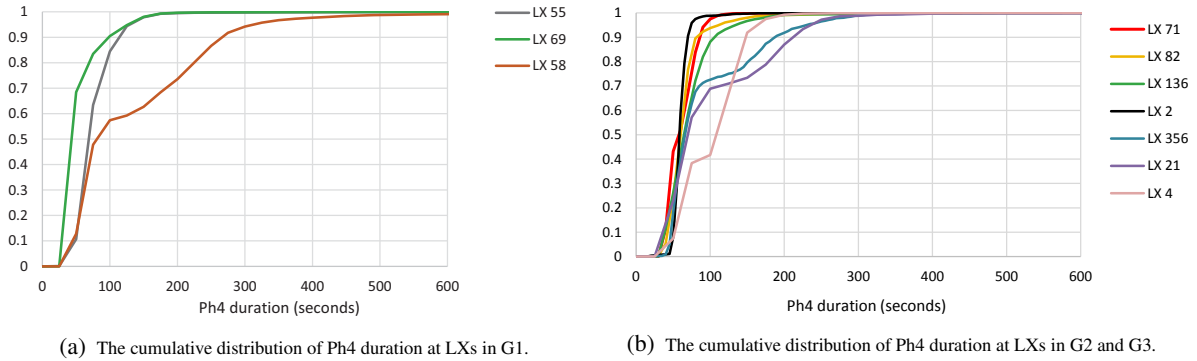 1
0.9
0.8
0.7
0.6
0.5
0.4
0.3
0.2
0.1
0
0 100 200 300 400 500 600
Ph4 duration (seconds)
LX 55
LX 69
LX 58
(a) The cumulative distribution of Ph4 duration at LXs in G1.
1
0.9
0.8
0.7
0.6
0.5
0.4
0.3
0.2
0.1
0
0 100 200 300 400 500 600
Ph4 duration (seconds)
LX 71
LX 82
LX 136
LX 2
LX 356
LX 21
LX 4
(b) The cumulative distribution of Ph4 duration at LXs in G2 and G3.